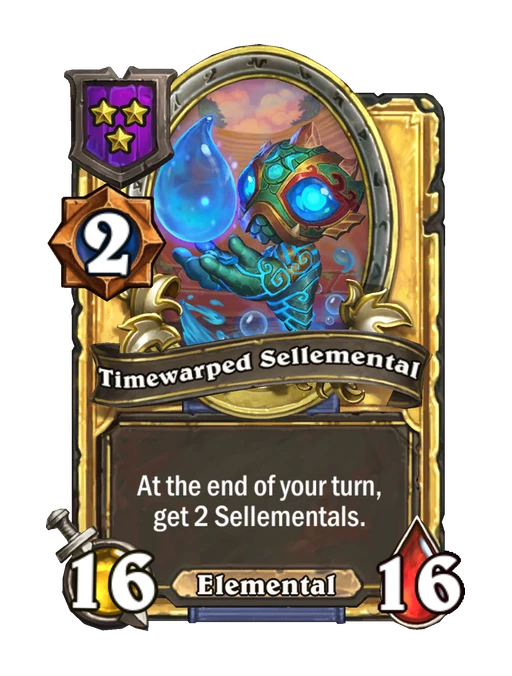 2
Timewarped Sellemental
At the end of your turn,
get 2 Sellementals.
16
Elemental
16